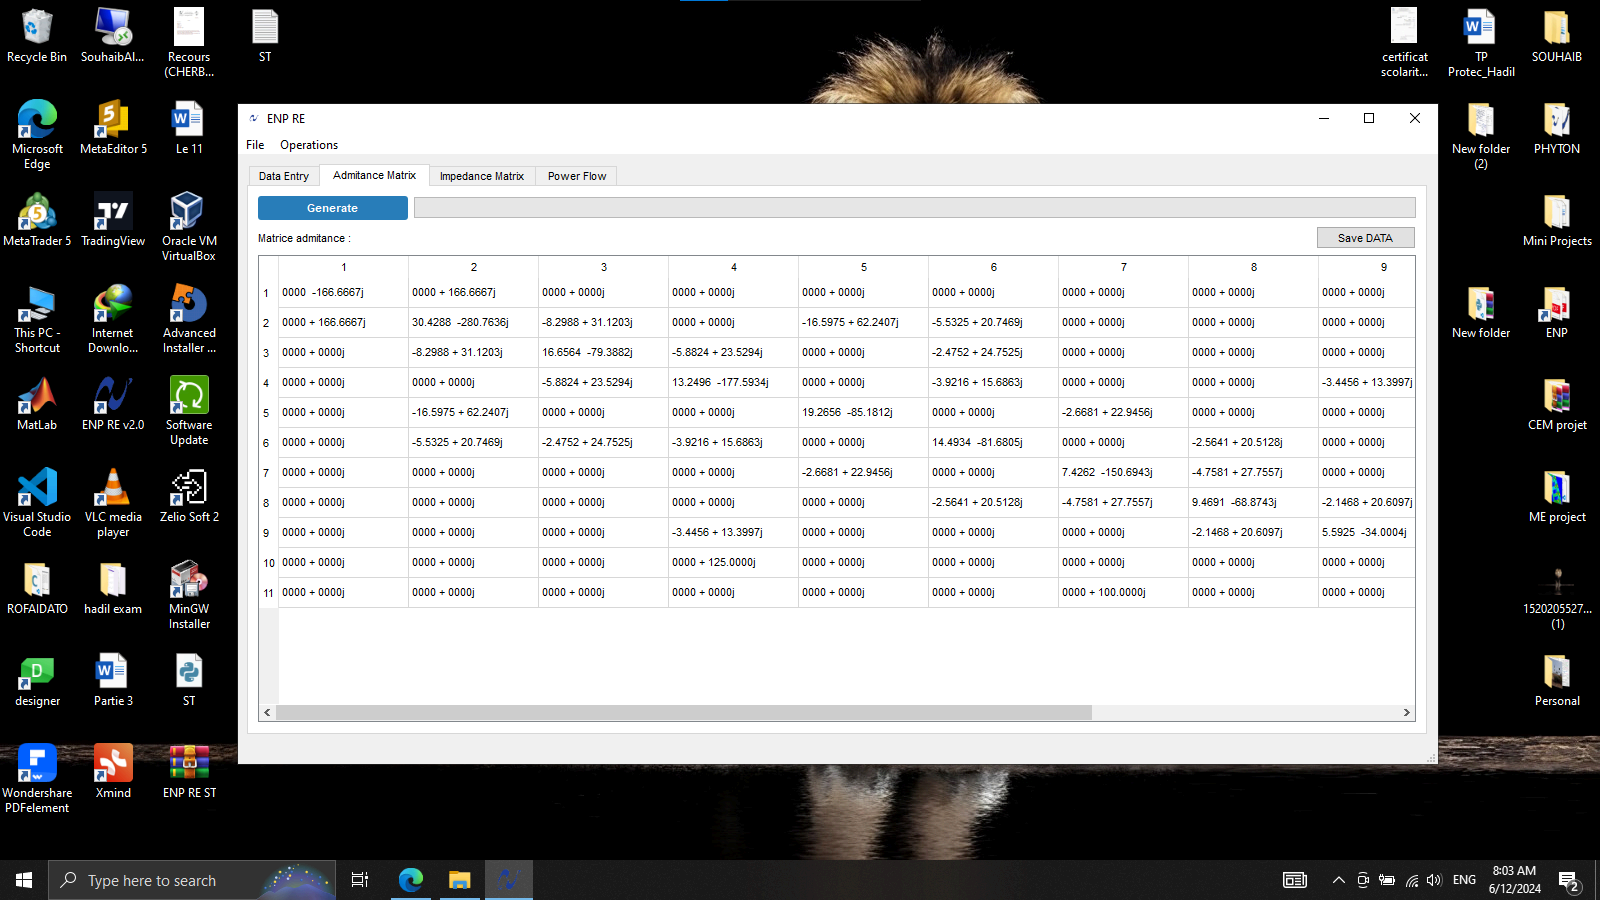 Recycle Bin
SouhaibAl...
Recours
(CHERB...
ST
certificat
scolarit...
TP
Protec_Hadil
SOUHAIB
Microsoft
Edge
MetaEditor 5
Le 11
New folder
(2)
PHYTON
MetaTrader 5
TradingView
Oracle VM
VirtualBox
Mini Projects
This PC -
Shortcut
Internet
Downlo...
Advanced
Installer ...
New folder
ENP
MatLab
ENP RE v2.0
Software
Update
CEM projet
Visual Studio
Code
VLC media
player
Zelio Soft 2
ME project
ROFAIDATO
hadil exam
MinGW
Installer
1520205527...
(1)
designer
Partie 3
ST
Personal
Wondershare
PDFelement
Xmind
ENP RE ST
ENP RE
File Operations
Data Entry Admitance Matrix Impedance Matrix Power Flow
Generate
Matrice admitance :
Save DATA
1 2 3 4 5 6 7 8 9
1 0000 -166.6667j 0000 + 166.6667j 0000 + 0000j 0000 + 0000j 0000 + 0000j 0000 + 0000j 0000 + 0000j 0000 + 0000j 0000 + 0000j
2 0000 + 166.6667j 30.4288 -280.7636j -8.2988 + 31.1203j 0000 + 0000j -16.5975 + 62.2407j -5.5325 + 20.7469j 0000 + 0000j 0000 + 0000j 0000 + 0000j
3 0000 + 0000j -8.2988 + 31.1203j 16.6564 -79.3882j -5.8824 + 23.5294j 0000 + 0000j -2.4752 + 24.7525j 0000 + 0000j 0000 + 0000j 0000 + 0000j
4 0000 + 0000j 0000 + 0000j -5.8824 + 23.5294j 13.2496 -177.5934j 0000 + 0000j -3.9216 + 15.6863j 0000 + 0000j 0000 + 0000j -3.4456 + 13.3997j
5 0000 + 0000j -16.5975 + 62.2407j 0000 + 0000j 0000 + 0000j 19.2656 -85.1812j 0000 + 0000j -2.6681 + 22.9456j 0000 + 0000j 0000 + 0000j
6 0000 + 0000j -5.5325 + 20.7469j -2.4752 + 24.7525j -3.9216 + 15.6863j 0000 + 0000j 14.4934 -81.6805j 0000 + 0000j -2.5641 + 20.5128j 0000 + 0000j
7 0000 + 0000j 0000 + 0000j 0000 + 0000j 0000 + 0000j -2.6681 + 22.9456j 0000 + 0000j 7.4262 -150.6943j -4.7581 + 27.7557j 0000 + 0000j
8 0000 + 0000j 0000 + 0000j 0000 + 0000j 0000 + 0000j 0000 + 0000j -2.5641 + 20.5128j -4.7581 + 27.7557j 9.4691 -68.8743j -2.1468 + 20.6097j
9 0000 + 0000j 0000 + 0000j 0000 + 0000j -3.4456 + 13.3997j 0000 + 0000j 0000 + 0000j 0000 + 0000j -2.1468 + 20.6097j 5.5925 -34.0004j
10 0000 + 0000j 0000 + 0000j 0000 + 0000j 0000 + 125.0000j 0000 + 0000j 0000 + 0000j 0000 + 0000j 0000 + 0000j 0000 + 0000j
11 0000 + 0000j 0000 + 0000j 0000 + 0000j 0000 + 0000j 0000 + 0000j 0000 + 0000j 0000 + 100.0000j 0000 + 0000j 0000 + 0000j
Type here to search
ENG
8:03 AM
6/12/2024
2